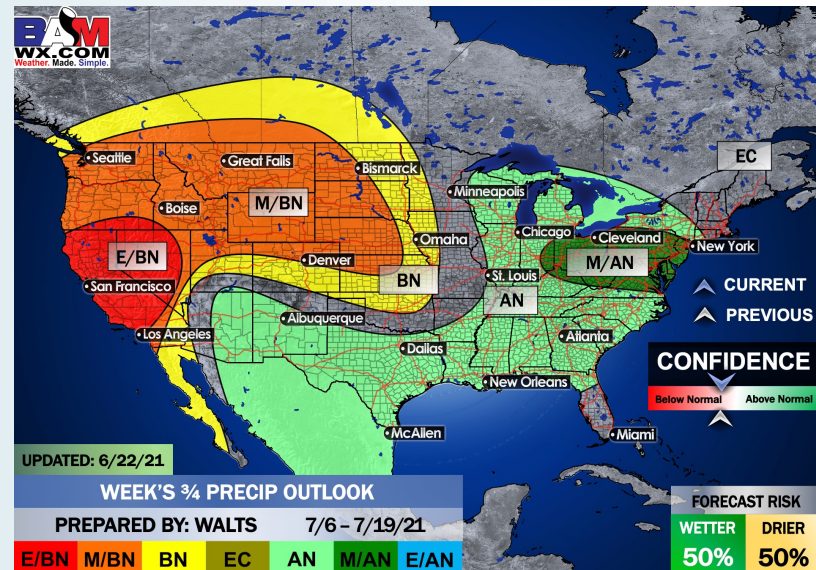 BAM
WX.COM
Weather. Made. Simple.
EC
Seattle
Great Falls
Bismarck
Minneapolis
Boise
M/BN
Omaha
Chicago
Cleveland
New York
E/BN
Denver
M/AN
San Francisco
BN
St. Louis
AN
CURRENT
Los Angeles
Albuquerque
PREVIOUS
Dallas
Atlanta
CONFIDENCE
New Orleans
Below Normal
Above Normal
McAllen
Miami
UPDATED: 6/22/21
WEEK'S ¾ PRECIP OUTLOOK
PREPARED BY: WALTS 7/6 – 7/19/21
E/BN M/BN BN EC AN M/AN E/AN
FORECAST RISK
WETTER DRIER
50% 50%